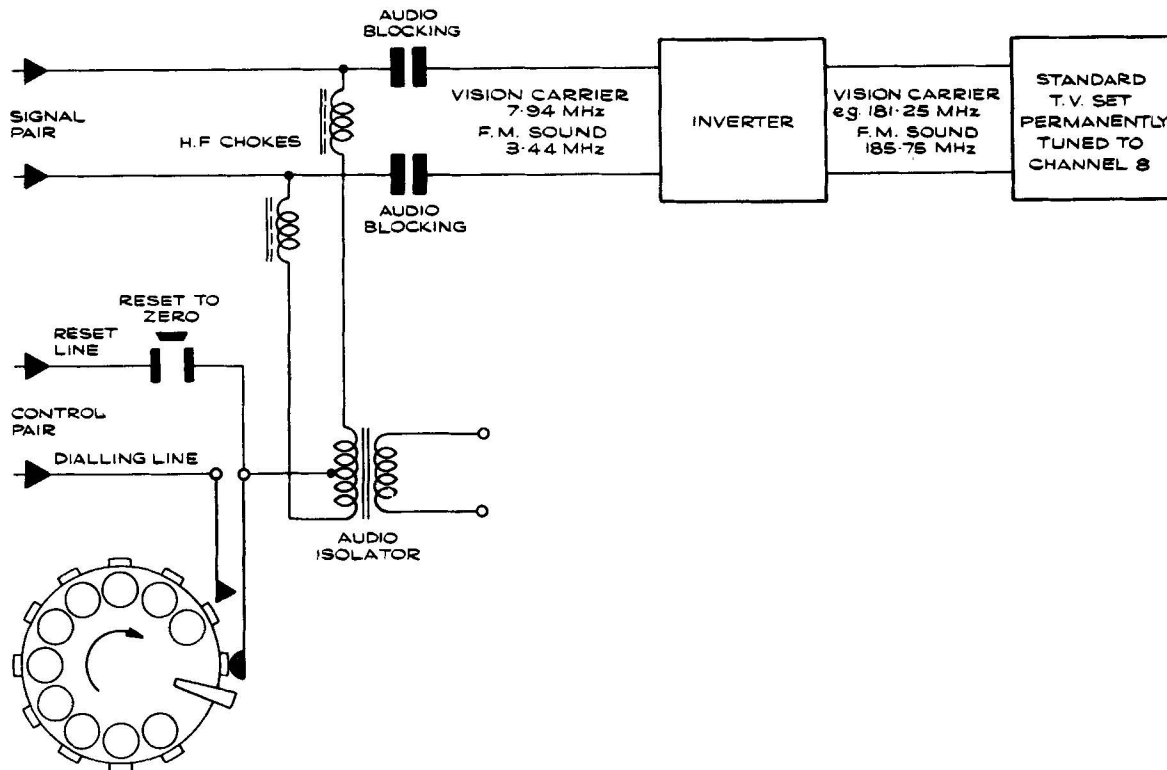 AUDIO
BLOCKING
SIGNAL
PAIR
H.F CHOKES
VISION CARRIER
7·94 MHz
F.M. SOUND
3·44 MHz
INVERTER
VISION CARRIER
eg. 181·25 MHz
F.M. SOUND
185·75 MHz
STANDARD
T.V. SET
PERMANENTLY
TUNED TO
CHANNEL 8
AUDIO
BLOCKING
RESET TO
ZERO
RESET
LINE
CONTROL
PAIR
DIALLING LINE
AUDIO
ISOLATOR